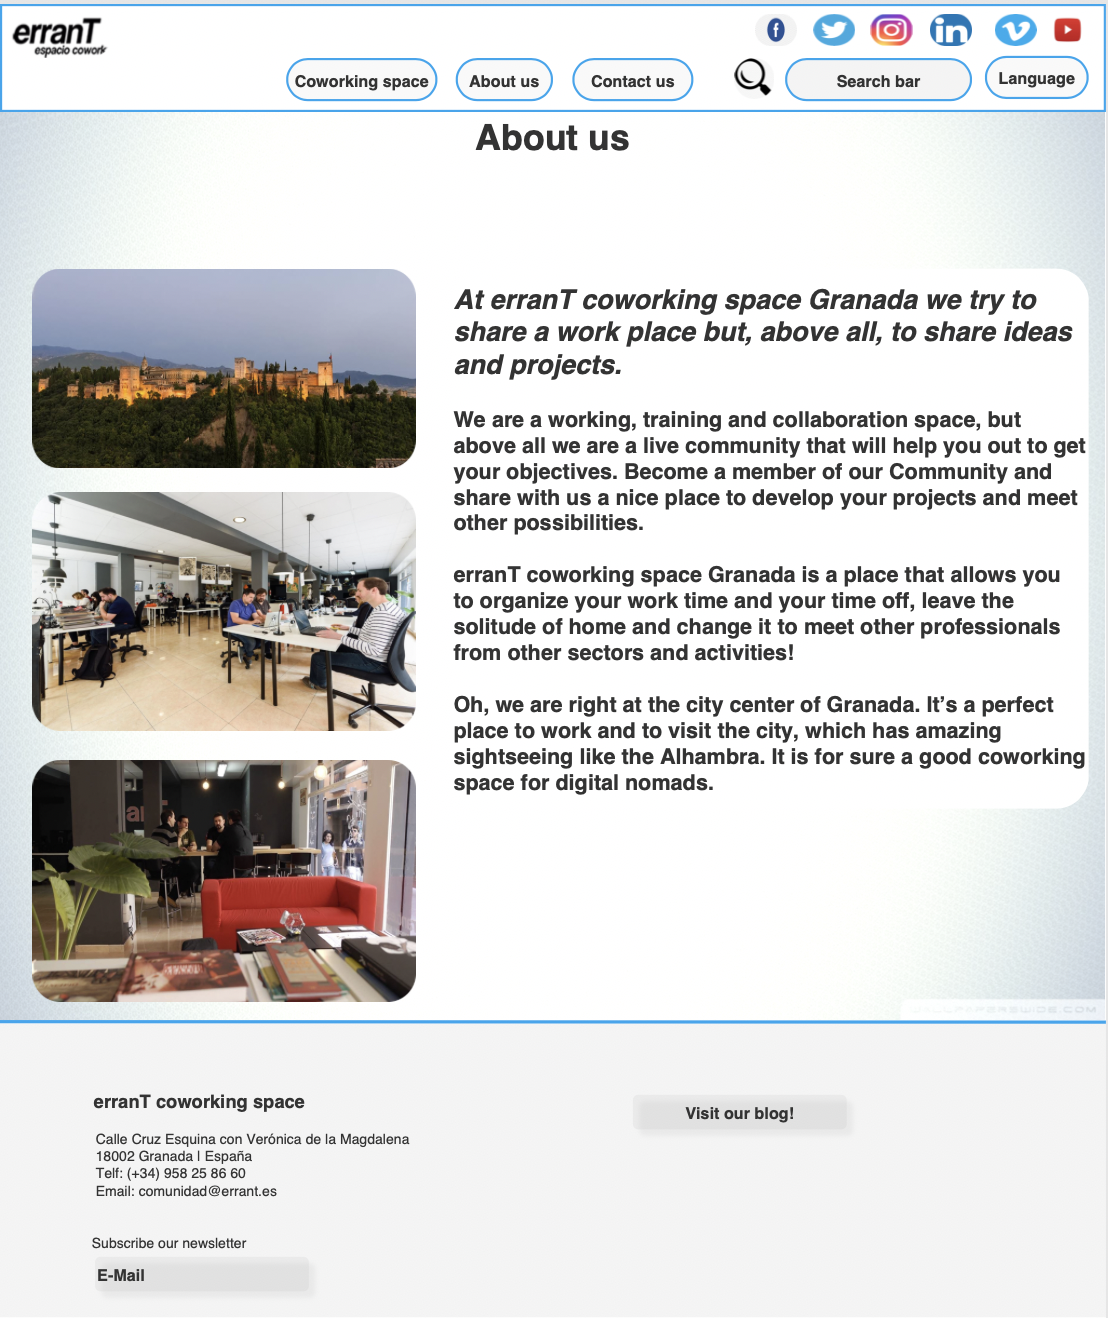 erranT
espacio cowork
Coworking space
About us
Contact us
Search bar
Language
About us
At erranT coworking space Granada we try to
share a work place but, above all, to share ideas
and projects.
We are a working, training and collaboration space, but
above all we are a live community that will help you out to get
your objectives. Become a member of our Community and
share with us a nice place to develop your projects and meet
other possibilities.
erranT coworking space Granada is a place that allows you
to organize your work time and your time off, leave the
solitude of home and change it to meet other professionals
from other sectors and activities!
Oh, we are right at the city center of Granada. It’s a perfect
place to work and to visit the city, which has amazing
sightseeing like the Alhambra. It is for sure a good coworking
space for digital nomads.
erranT coworking space
Calle Cruz Esquina con Verónica de la Magdalena
18002 Granada | España
Telf: (+34) 958 25 86 60
Email: comunidad@errant.es
Visit our blog!
Subscribe our newsletter
E-Mail